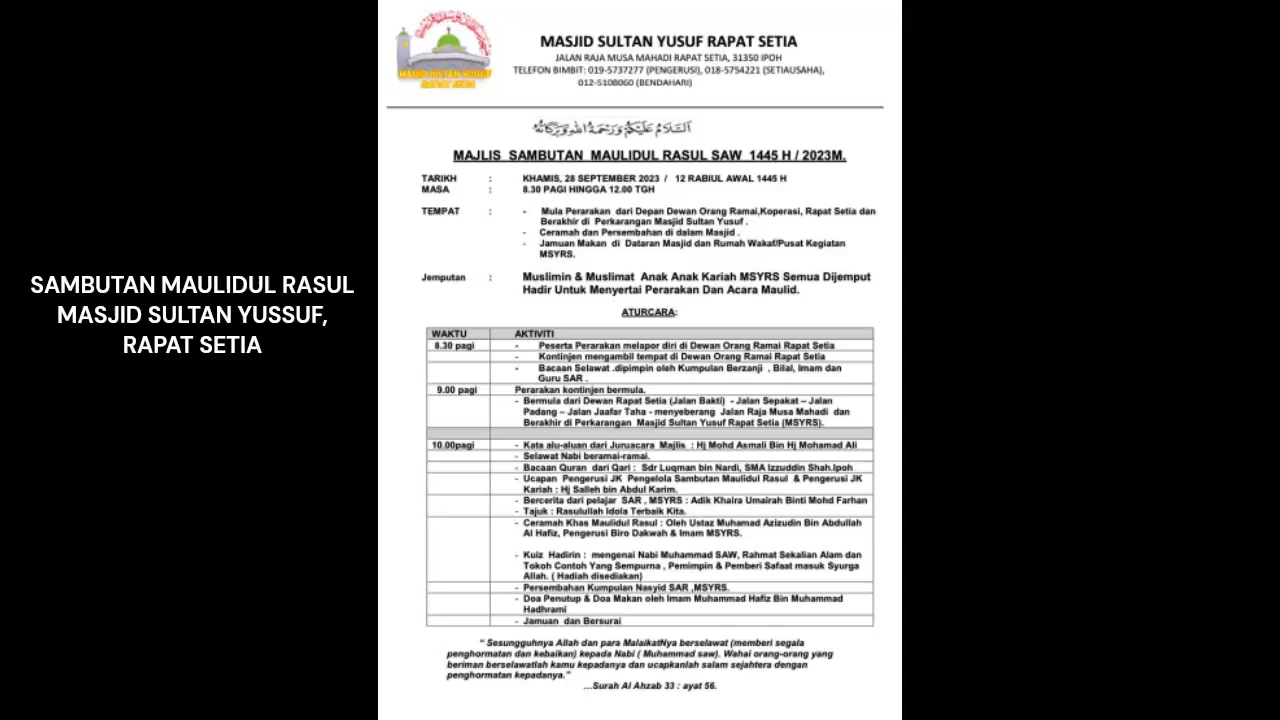 SAMBUTAN MAULIDUL RASUL
MASJID SULTAN YUSSUF,
RAPAT SETIA
MASJID SULTAN YUSUF
RAPAT SETIA
MASJID SULTAN YUSUF RAPAT SETIA
JALAN RAJA MUSA MAHADI RAPAT SETIA, 31350 IPOH
TELEFON BIMBIT: 019-5737277 (PENGERUSI), 018-5754221 (SETIAUSAHA),
012-5108060 (BENDAHARI)
السلام عليكم ورحمة الله وبركاته
MAJLIS SAMBUTAN MAULIDUL RASUL SAW 1445 H / 2023M.
TARIKH : KHAMIS, 28 SEPTEMBER 2023 / 12 RABIUL AWAL 1445 H
MASA : 8.30 PAGI HINGGA 12.00 TGH
TEMPAT : - Mula Perarakan dari Depan Dewan Orang Ramai,Koperasi, Rapat Setia dan
Berakhir di Perkarangan Masjid Sultan Yusuf .
- Ceramah dan Persembahan di dalam Masjid .
- Jamuan Makan di Dataran Masjid dan Rumah Wakaf/Pusat Kegiatan
MSYRS.
Jemputan : Muslimin & Muslimat Anak Anak Kariah MSYRS Semua Dijemput
Hadir Untuk Menyertai Perarakan Dan Acara Maulid.
ATURCARA:
WAKTU AKTIVITI
8.30 pagi - Peserta Perarakan melapor diri di Dewan Orang Ramai Rapat Setia
- Kontinjen mengambil tempat di Dewan Orang Ramai Rapat Setia
- Bacaan Selawat .dipimpin oleh Kumpulan Berzanji , Bilal, Imam dan
Guru SAR .
9.00 pagi Perarakan kontinjen bermula.
- Bermula dari Dewan Rapat Setia (Jalan Bakti) - Jalan Sepakat – Jalan
Padang – Jalan Jaafar Taha - menyeberang Jalan Raja Musa Mahadi dan
Berakhir di Perkarangan Masjid Sultan Yusuf Rapat Setia (MSYRS).
10.00pagi - Kata alu-aluan dari Juruacara Majlis : Hj Mohd Asmali Bin Hj Mohamad Ali
- Selawat Nabi beramai-ramai.
- Bacaan Quran dari Qari : Sdr Luqman bin Nardi, SMA Izzuddin Shah.Ipoh
- Ucapan Pengerusi JK Pengelola Sambutan Maulidul Rasul & Pengerusi JK
Kariah : Hj Salleh bin Abdul Karim.
- Bercerita dari pelajar SAR , MSYRS : Adik Khaira Umairah Binti Mohd Farhan
- Tajuk : Rasulullah Idola Terbaik Kita.
- Ceramah Khas Maulidul Rasul : Oleh Ustaz Muhamad Azizudin Bin Abdullah
Al Hafiz, Pengerusi Biro Dakwah & Imam MSYRS.
- Kuiz Hadirin : mengenai Nabi Muhammad SAW, Rahmat Sekalian Alam dan
Tokoh Contoh Yang Sempurna , Pemimpin & Pemberi Safaat masuk Syurga
Allah. ( Hadiah disediakan)
- Persembahan Kumpulan Nasyid SAR ,MSYRS.
- Doa Penutup & Doa Makan oleh Imam Muhammad Hafiz Bin Muhammad
Hadhrami
- Jamuan dan Bersurai
“ Sesungguhnya Allah dan para MalaikatNya berselawat (memberi segala
penghormatan dan kebaikan) kepada Nabi ( Muhammad saw). Wahai orang-orang yang
beriman berselawatlah kamu kepadanya dan ucapkanlah salam sejahtera dengan
penghormatan kepadanya.”
...Surah Al Ahzab 33 : ayat 56.